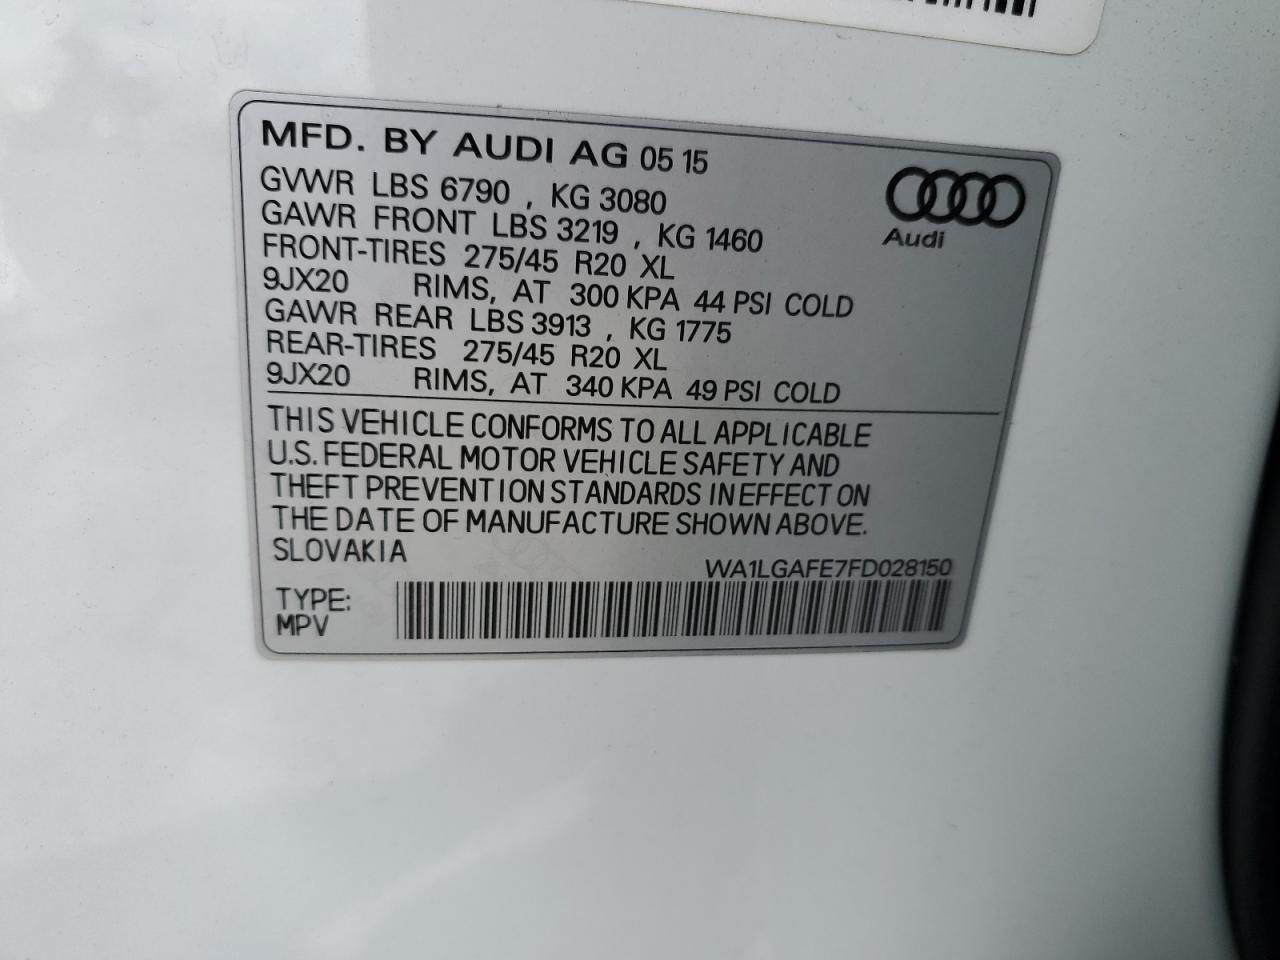 MFD. BY AUDI AG 05 15
GVWR LBS 6790 , KG 3080
GAWR FRONT LBS 3219 , KG 1460
FRONT-TIRES 275/45 R20 XL
9JX20 RIMS, AT 300 KPA 44 PSI COLD
GAWR REAR LBS 3913 , KG 1775
REAR-TIRES 275/45 R20 XL
9JX20 RIMS, AT 340 KPA 49 PSI COLD
Audi
THIS VEHICLE CONFORMS TO ALL APPLICABLE
U.S. FEDERAL MOTOR VEHICLE SAFETY AND
THEFT PREVENTION STANDARDS IN EFFECT ON
THE DATE OF MANUFACTURE SHOWN ABOVE.
SLOVAKIA
WA1LGAFE7FD028150
TYPE:
MPV